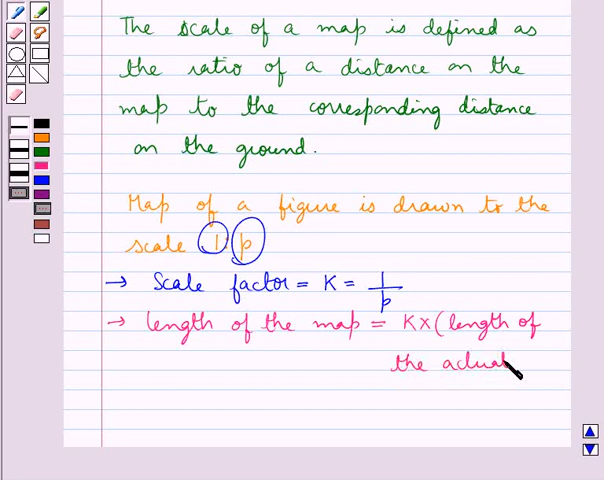 The scale of a map is defined as
the ratio of a distance on the
map to the corresponding distance
on the ground.
Map of a figure is drawn to the
scale 1:p
→ Scale factor = K = 1/p
→ length of the map = K×(length of
the actual